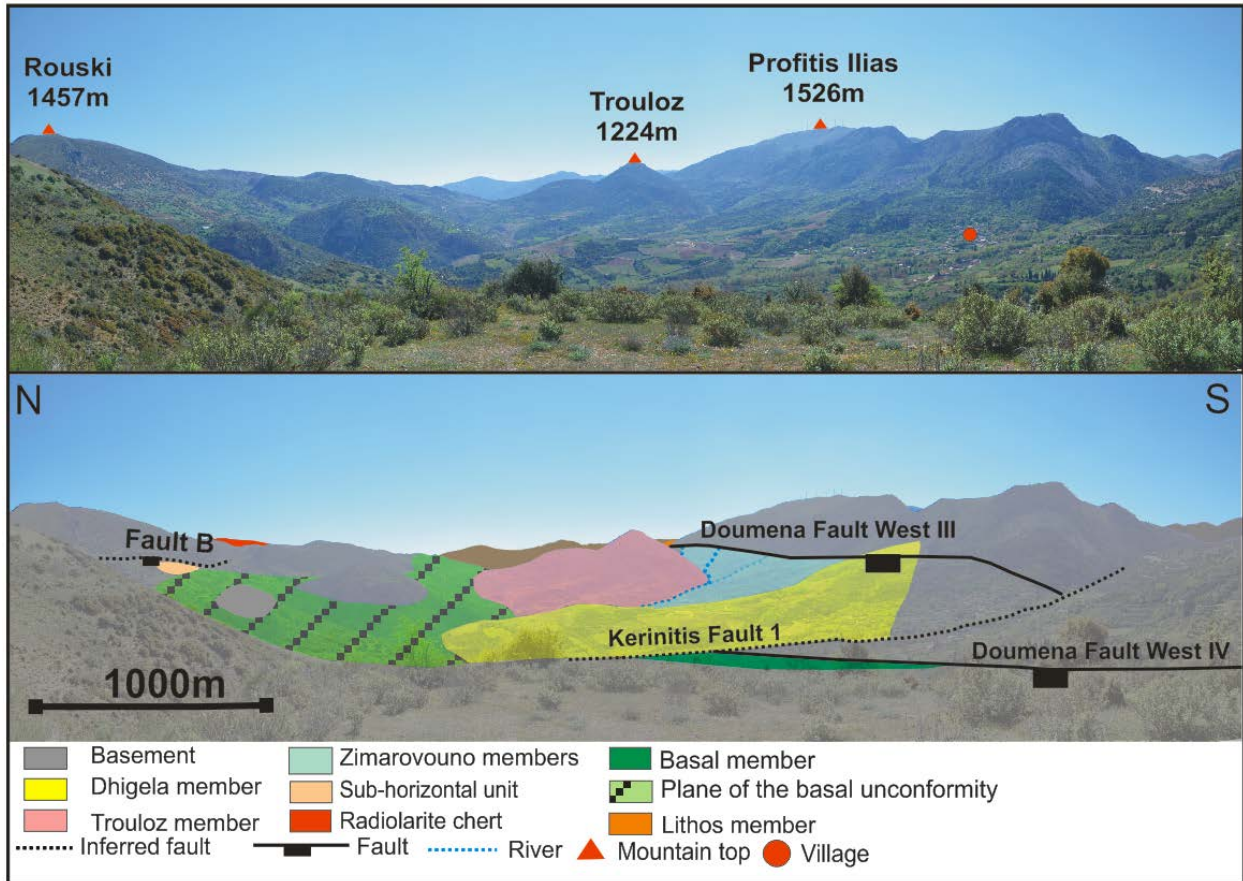 Rouski
1457m
Trouloz
1224m
Profitis Ilias
1526m
N
S
Fault B
Doumena Fault West III
Kerinitis Fault 1
Doumena Fault West IV
1000m
Basement
Zimarovouno members
Basal member
Dhigela member
Sub-horizontal unit
Plane of the basal unconformity
Trouloz member
Radiolarite chert
Lithos member
Inferred fault
Fault
River
Mountain top
Village